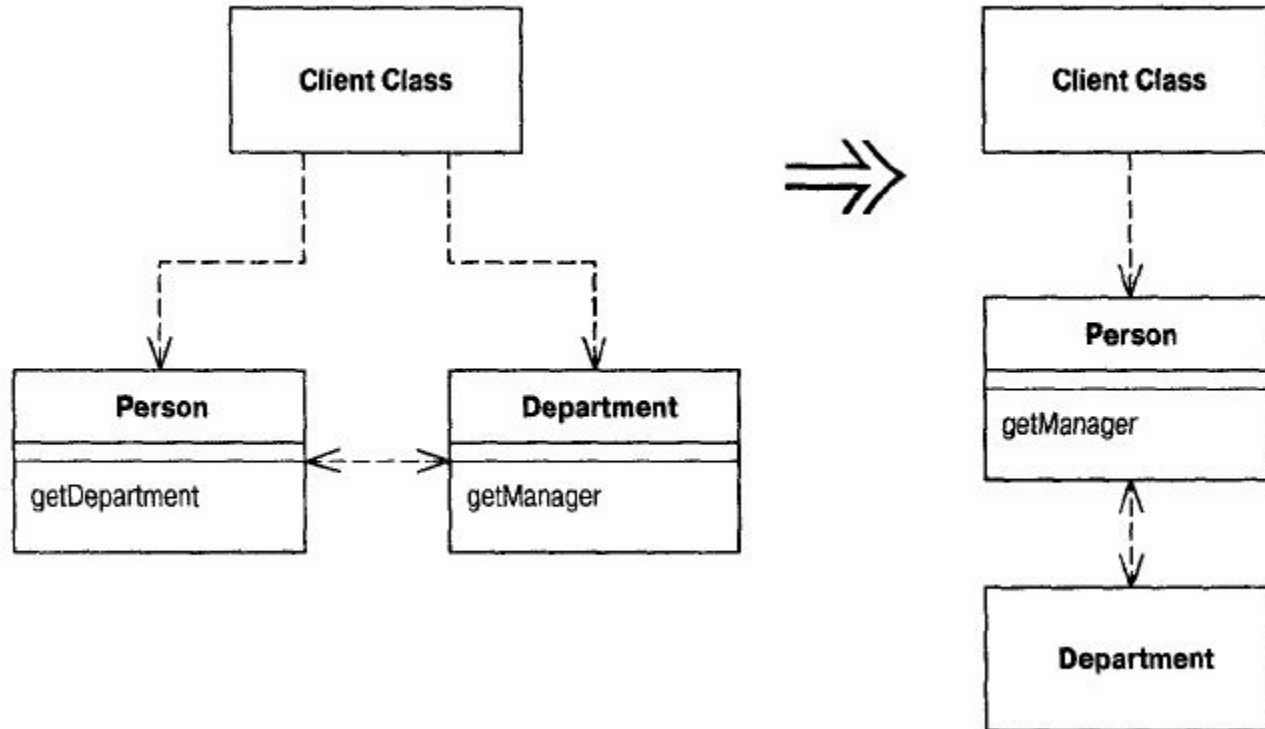 Client Class
Person
getDepartment
Department
getManager
Client Class
Person
getManager
Department